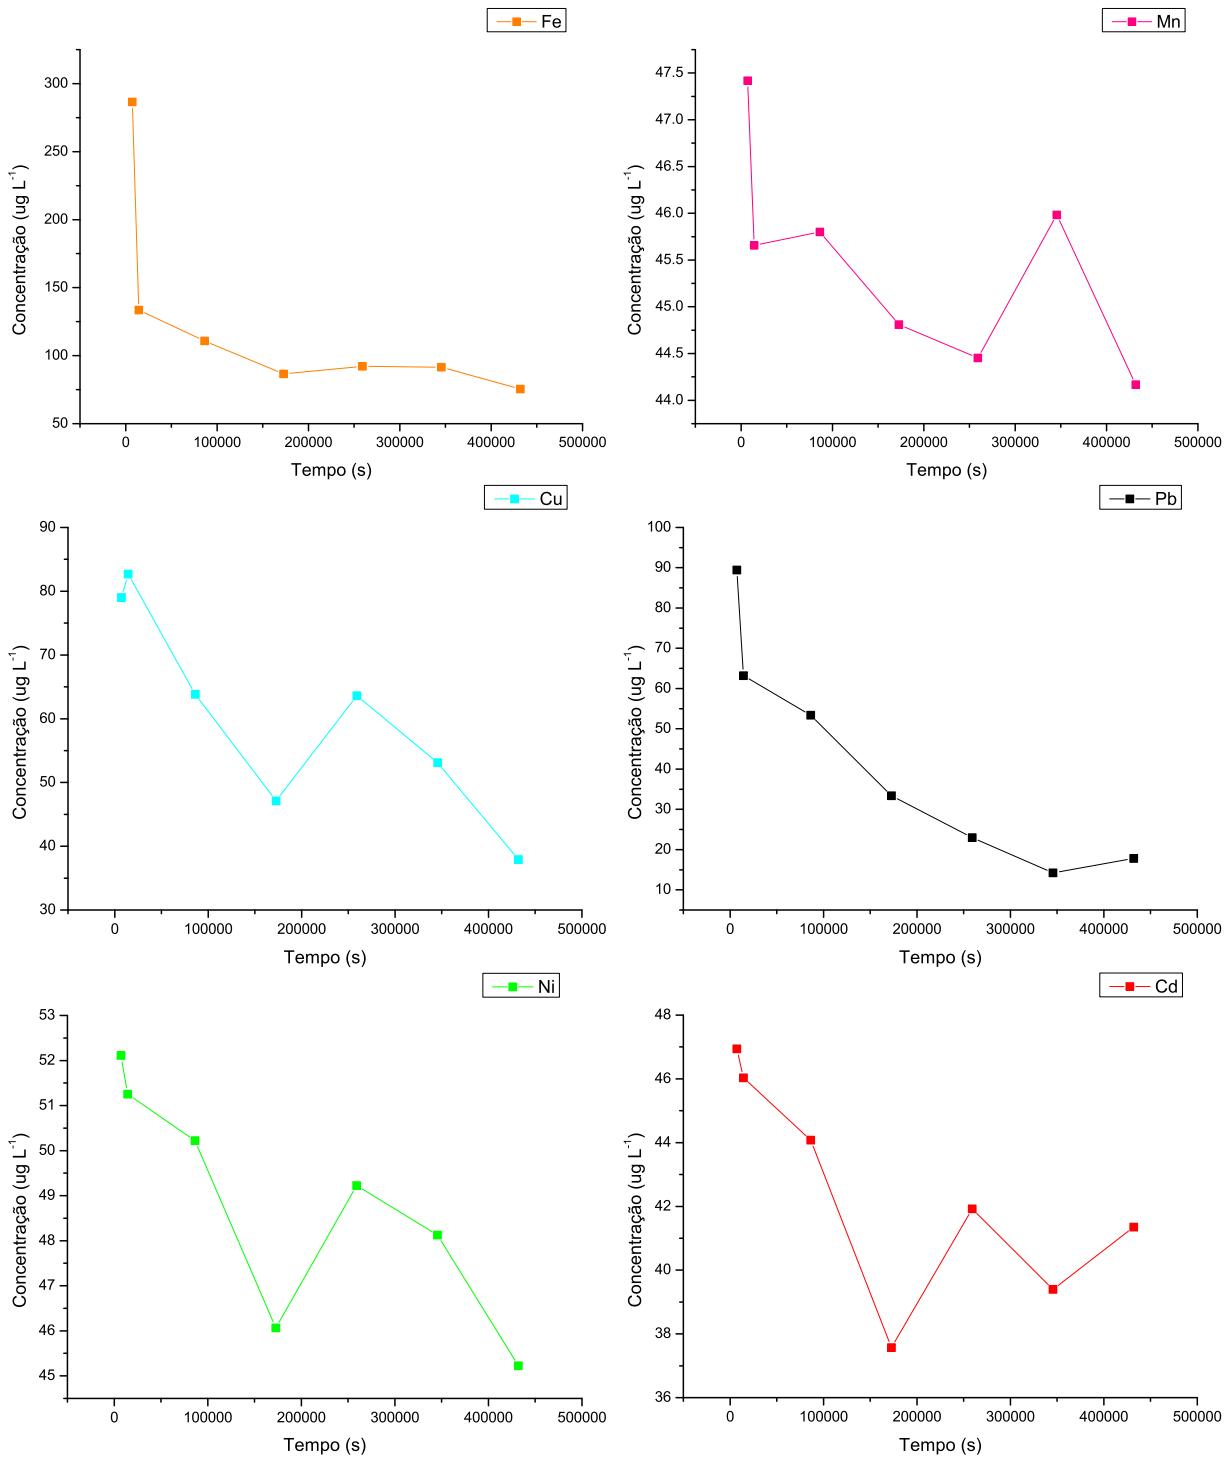 Fe
300
250
200
150
100
50
Concentração (ug L⁻¹)
0 100000 200000 300000 400000 500000
Tempo (s)
Mn
47.5
47.0
46.5
46.0
45.5
45.0
44.5
44.0
Concentração (ug L⁻¹)
0 100000 200000 300000 400000 500000
Tempo (s)
Cu
90
80
70
60
50
40
30
Concentração (ug L⁻¹)
0 100000 200000 300000 400000 500000
Tempo (s)
Pb
100
90
80
70
60
50
40
30
20
10
Concentração (ug L⁻¹)
0 100000 200000 300000 400000 500000
Tempo (s)
Ni
53
52
51
50
49
48
47
46
45
Concentração (ug L⁻¹)
0 100000 200000 300000 400000 500000
Tempo (s)
Cd
48
46
44
42
40
38
36
Concentração (ug L⁻¹)
0 100000 200000 300000 400000 500000
Tempo (s)